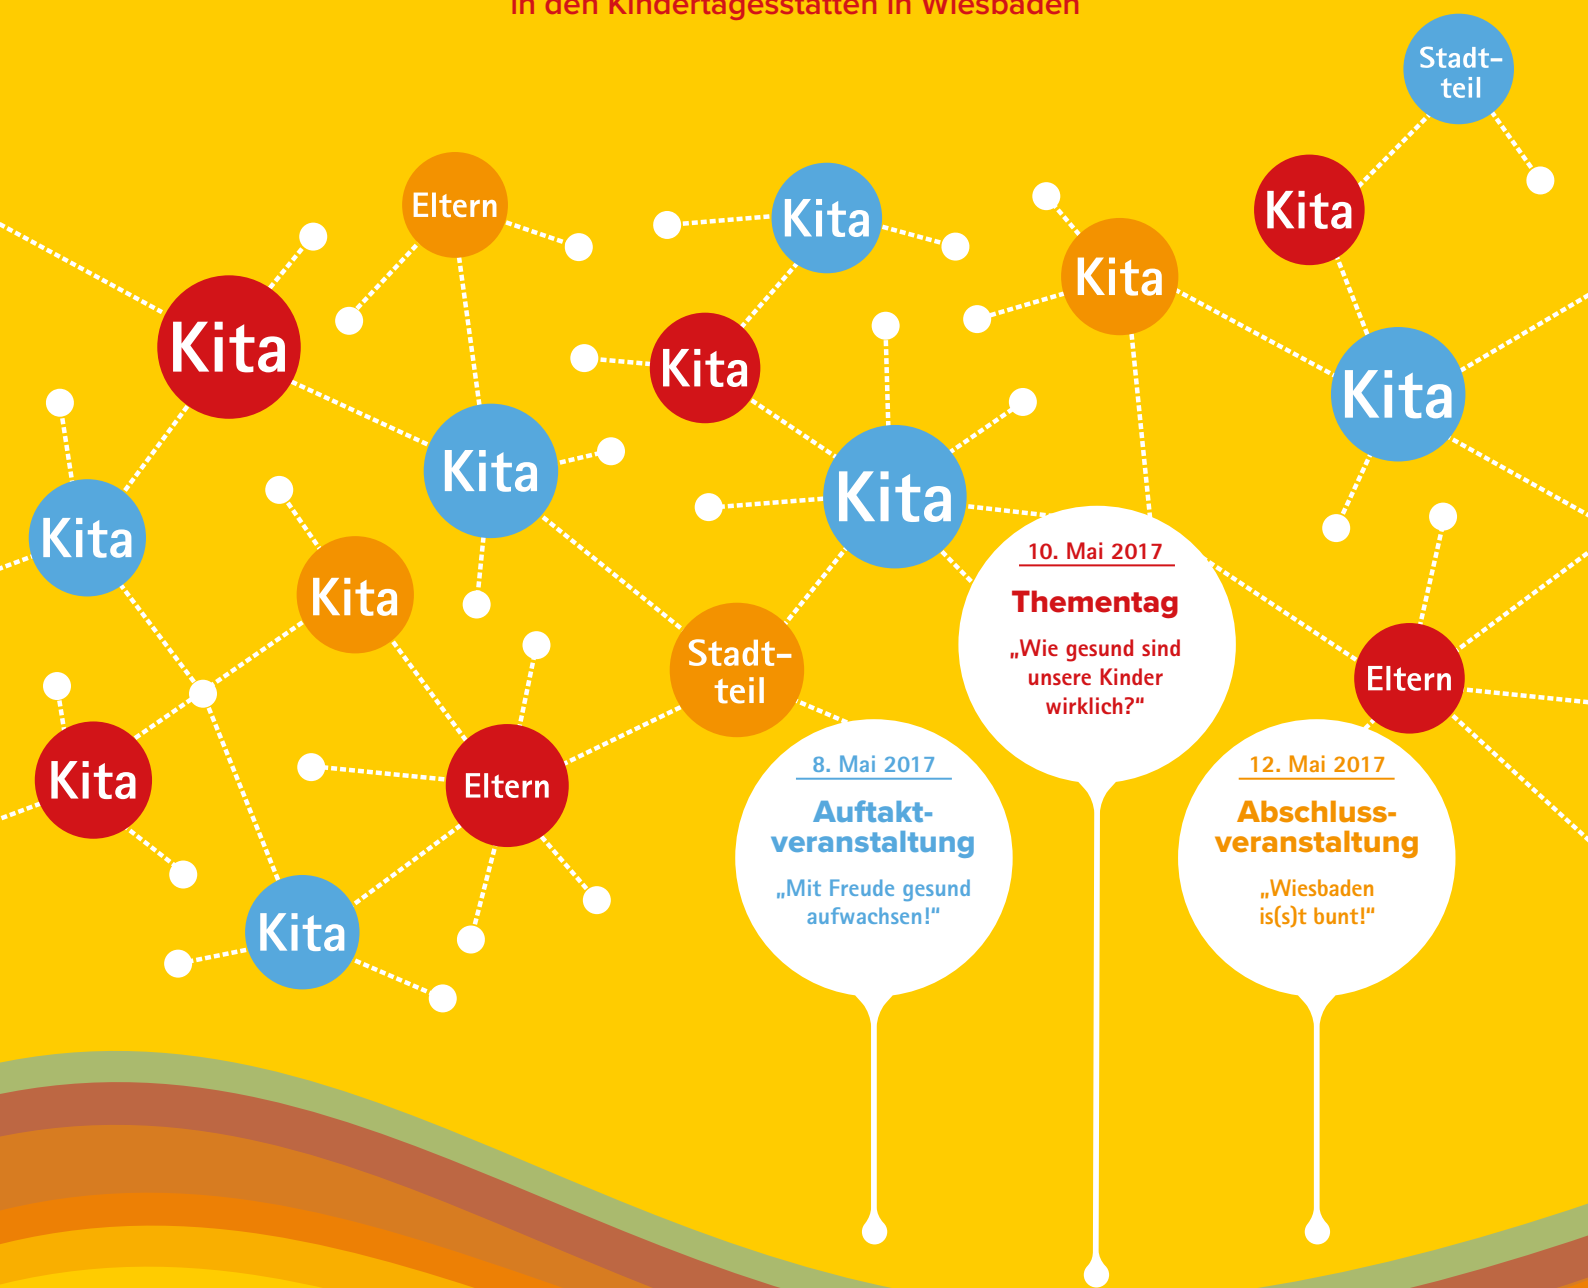 in den Kindertagesstätten in Wiesbaden
Stadt-
teil
Eltern
Kita
Kita
Kita
Kita
Kita
Kita
Kita
Kita
Kita
Kita
Kita
10. Mai 2017
Thementag
„Wie gesund sind
unsere Kinder
wirklich?“
Stadt-
teil
Eltern
Kita
Eltern
8. Mai 2017
Auftakt-
veranstaltung
„Mit Freude gesund
aufwachsen!“
12. Mai 2017
Abschluss-
veranstaltung
„Wiesbaden
is(s)t bunt!“
Kita